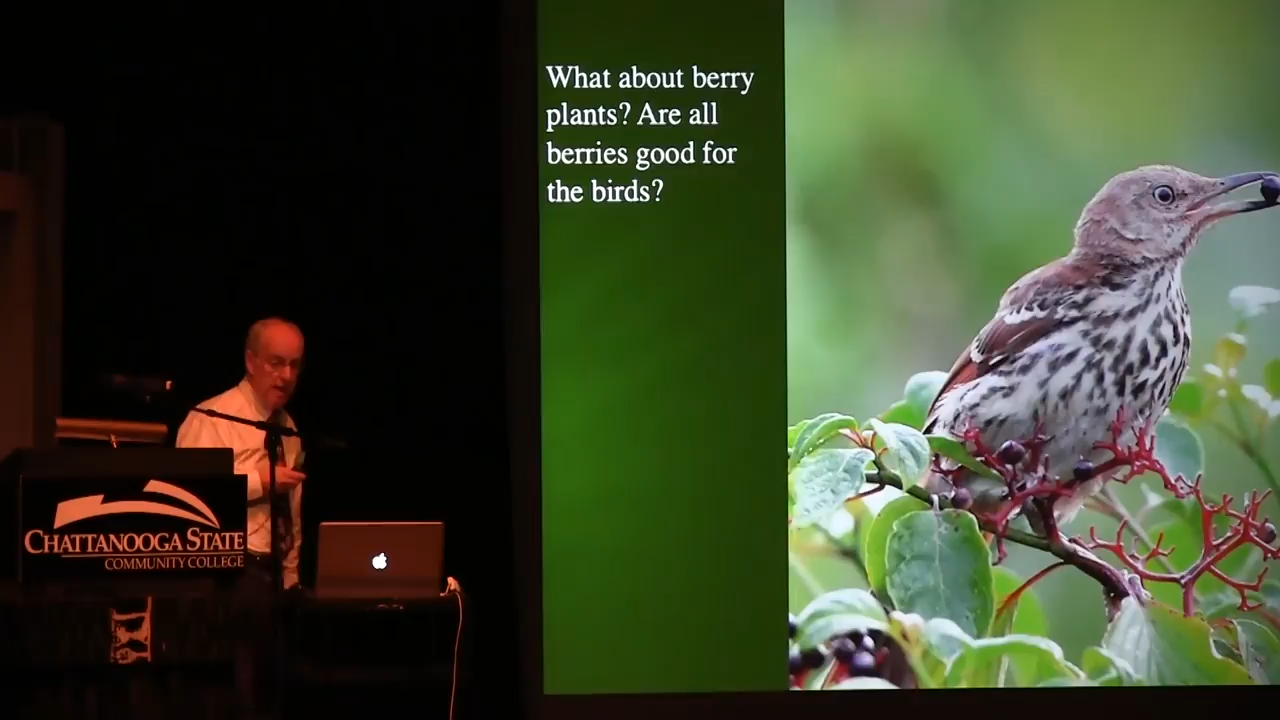 What about berry
plants? Are all
berries good for
the birds?
CHATTANOOGA STATE
COMMUNITY COLLEGE